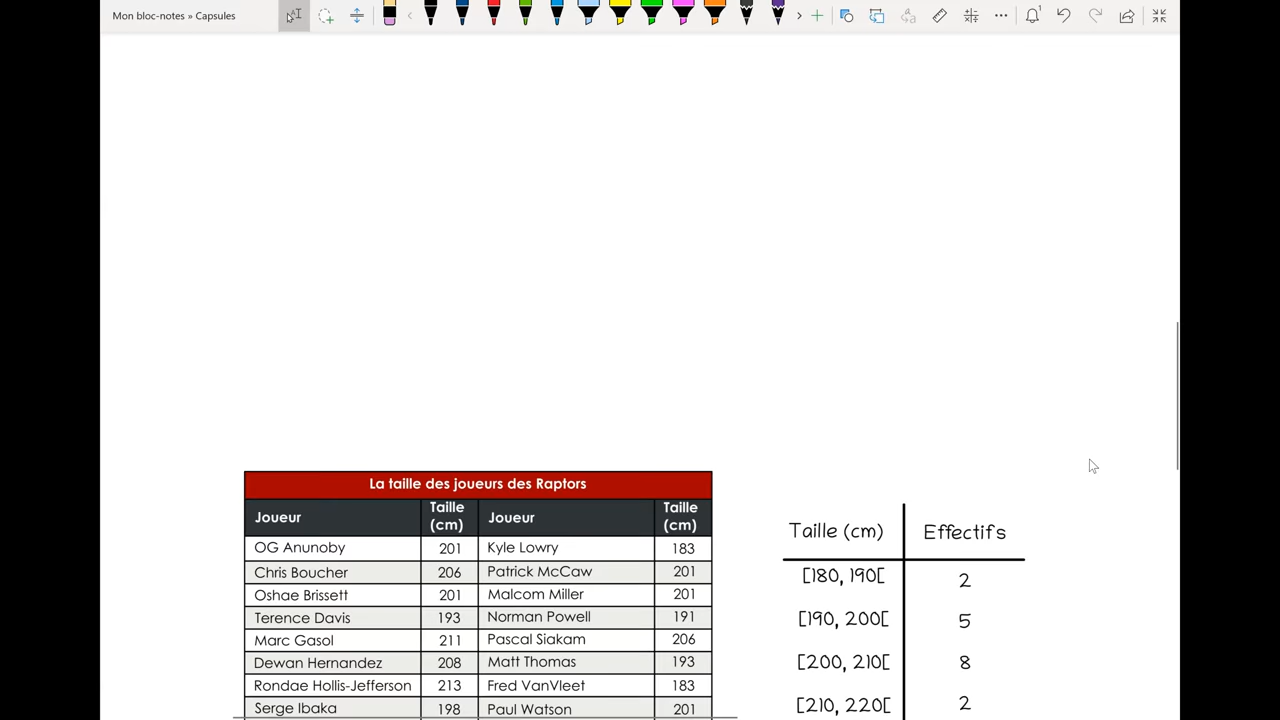 Mon bloc-notes » Capsules
La taille des joueurs des Raptors
Joueur Taille (cm) Joueur Taille (cm)
OG Anunoby 201 Kyle Lowry 183
Chris Boucher 206 Patrick McCaw 201
Oshae Brissett 201 Malcom Miller 201
Terence Davis 193 Norman Powell 191
Marc Gasol 211 Pascal Siakam 206
Dewan Hernandez 208 Matt Thomas 193
Rondae Hollis-Jefferson 213 Fred VanVleet 183
Serge Ibaka 198 Paul Watson 201
Taille (cm) Effectifs
[180, 190[ 2
[190, 200[ 5
[200, 210[ 8
[210, 220[ 2